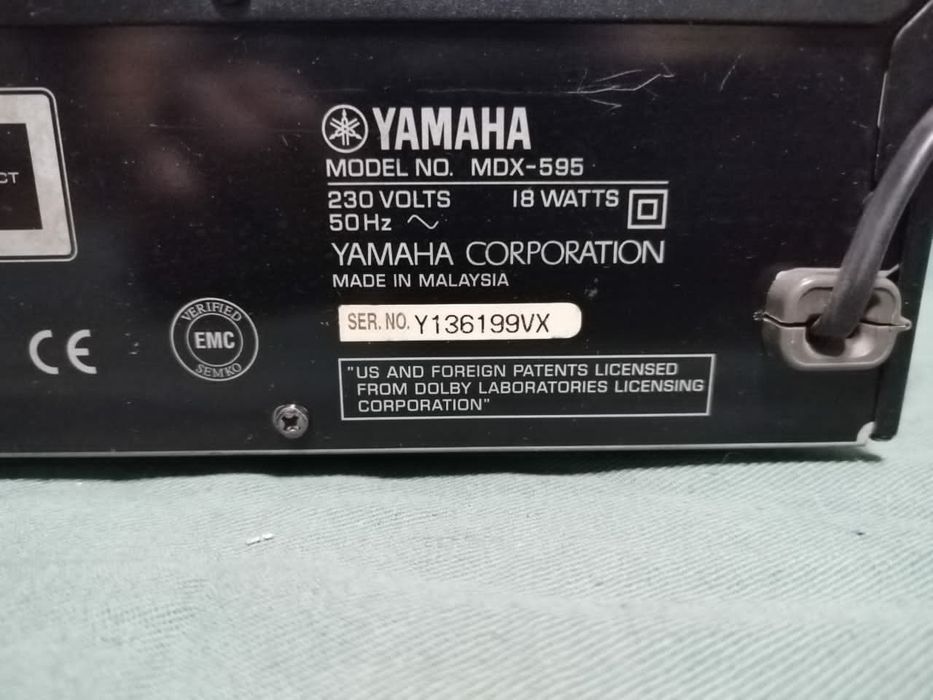 CT
YAMAHA
MODEL NO. MDX-595
230 VOLTS 18 WATTS
50Hz
YAMAHA CORPORATION
MADE IN MALAYSIA
SER. NO. Y136199VX
CE
VERIFIED
EMC
SEMKO
"US AND FOREIGN PATENTS LICENSED
FROM DOLBY LABORATORIES LICENSING
CORPORATION"